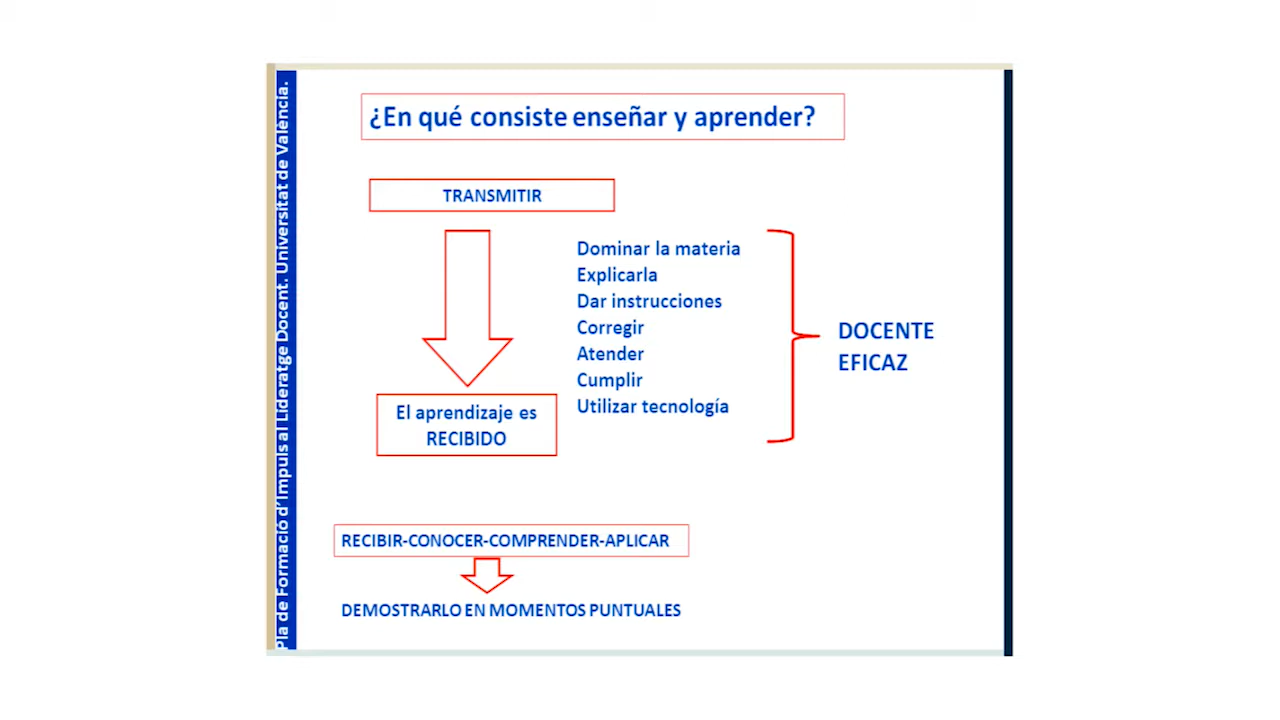 Pla de Formació d'Impuls al Lideratge Docent. Universitat de València.
¿En qué consiste enseñar y aprender?
TRANSMITIR
Dominar la materia
Explicarla
Dar instrucciones
Corregir
Atender
Cumplir
Utilizar tecnología
DOCENTE
EFICAZ
El aprendizaje es
RECIBIDO
RECIBIR-CONOCER-COMPRENDER-APLICAR
DEMOSTRARLO EN MOMENTOS PUNTUALES